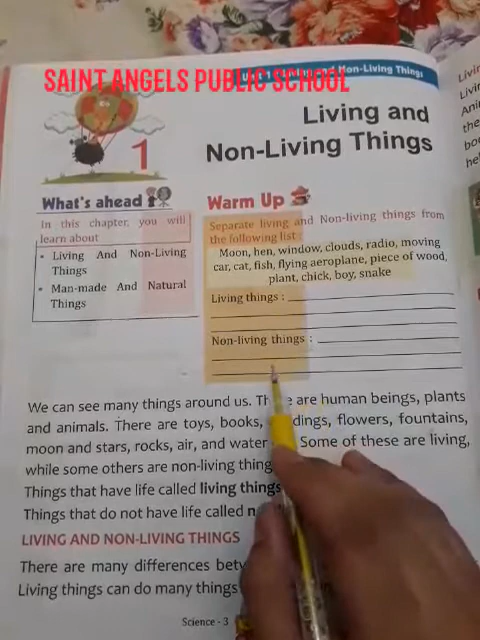 SAINT ANGELS PUBLIC SCHOOL
Non-Living Things
1
Living and
Non-Living Things
What's ahead
In this chapter, you will
learn about
• Living And Non-Living
Things
• Man-made And Natural
Things
Warm Up
Separate living and Non-living things from
the following list :
Moon, hen, window, clouds, radio, moving
car, cat, fish, flying aeroplane, piece of wood,
plant, chick, boy, snake
Living things :
Non-living things :
We can see many things around us. are human beings, plants
and animals. There are toys, books, flowers, fountains,
moon and stars, rocks, air, and water Some of these are living,
while some others are non-living
Things that have life called living things
Things that do not have life called
LIVING AND NON-LIVING THINGS
There are many differences
Living things can do many things
Science - 3